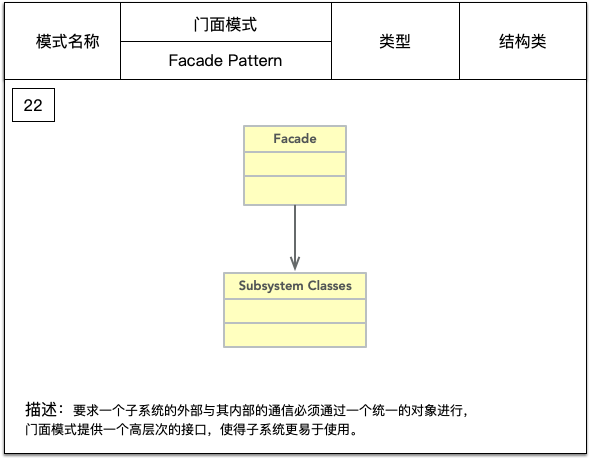 模式名称
门面模式
Facade Pattern
类型
结构类
22
Facade
Subsystem Classes
描述：要求一个子系统的外部与其内部的通信必须通过一个统一的对象进行，
门面模式提供一个高层次的接口，使得子系统更易于使用。